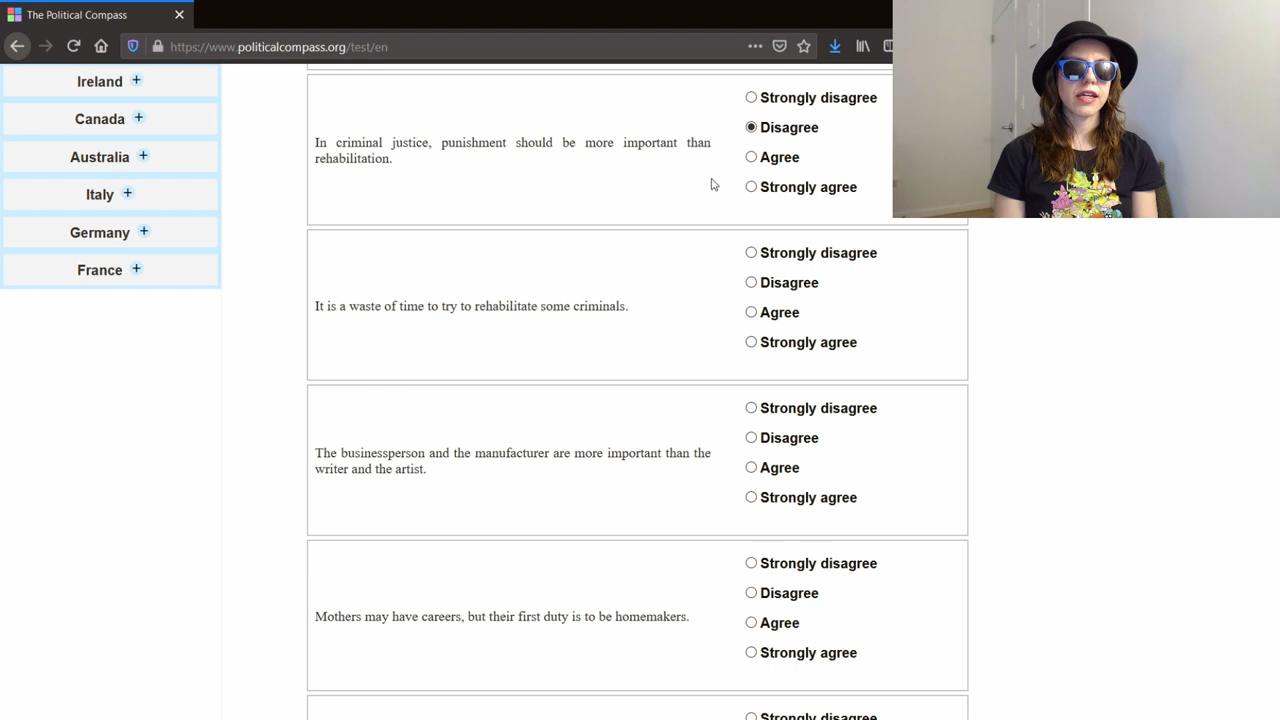 The Political Compass
https://www.politicalcompass.org/test/en
Ireland +
Canada +
Australia +
Italy +
Germany +
France +
In criminal justice, punishment should be more important than
rehabilitation.
Strongly disagree
Disagree
Agree
Strongly agree
It is a waste of time to try to rehabilitate some criminals.
Strongly disagree
Disagree
Agree
Strongly agree
The businessperson and the manufacturer are more important than the
writer and the artist.
Strongly disagree
Disagree
Agree
Strongly agree
Mothers may have careers, but their first duty is to be homemakers.
Strongly disagree
Disagree
Agree
Strongly agree
Strongly disagree